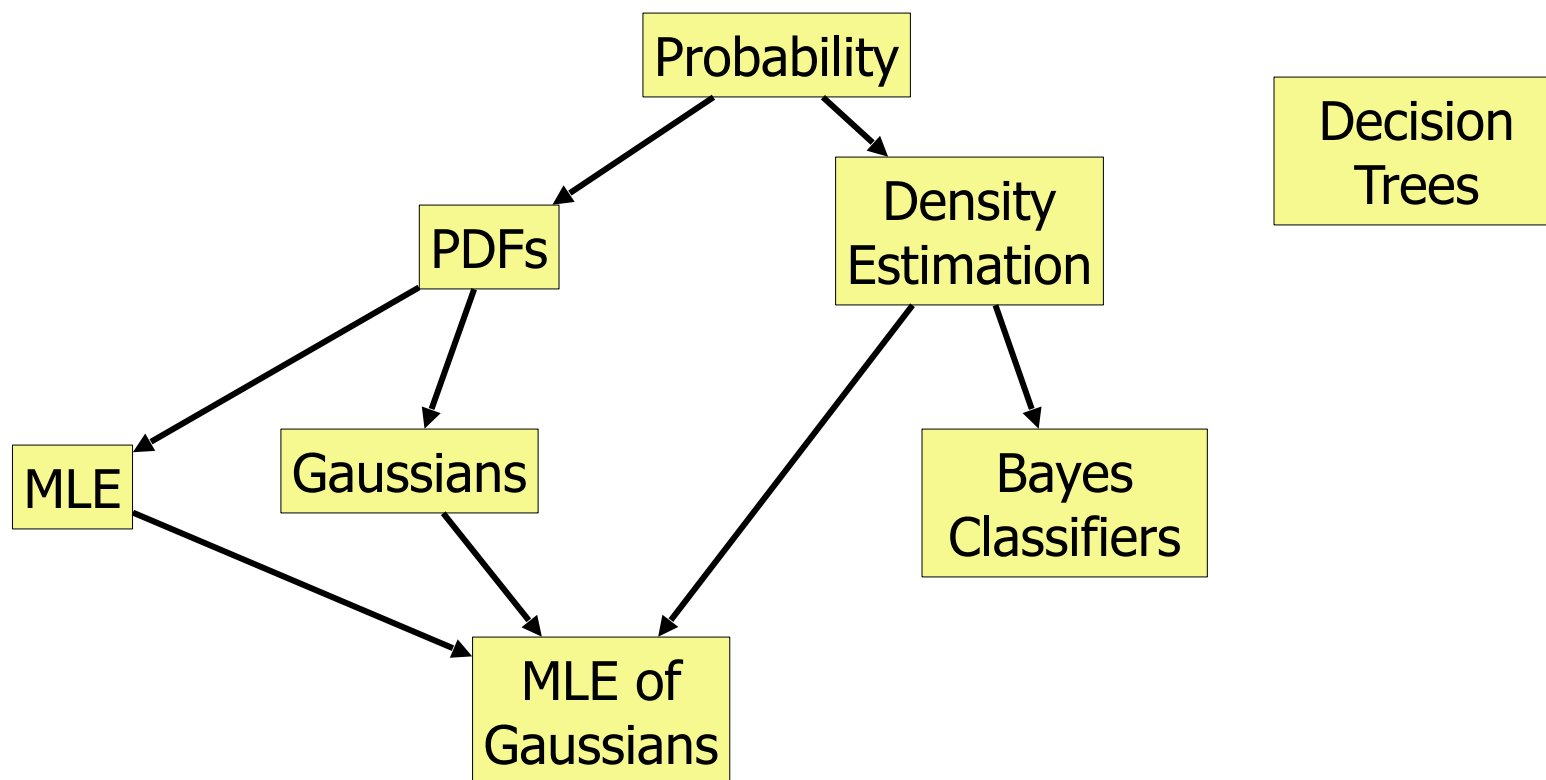 Probability
Decision
Trees
Density
Estimation
PDFs
MLE
Gaussians
Bayes
Classifiers
MLE of
Gaussians